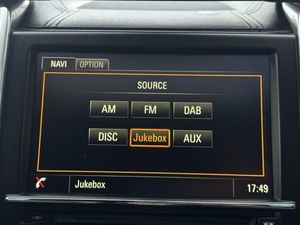 NAVI OPTION
SOURCE
AM FM DAB
DISC Jukebox AUX
Jukebox 17:49